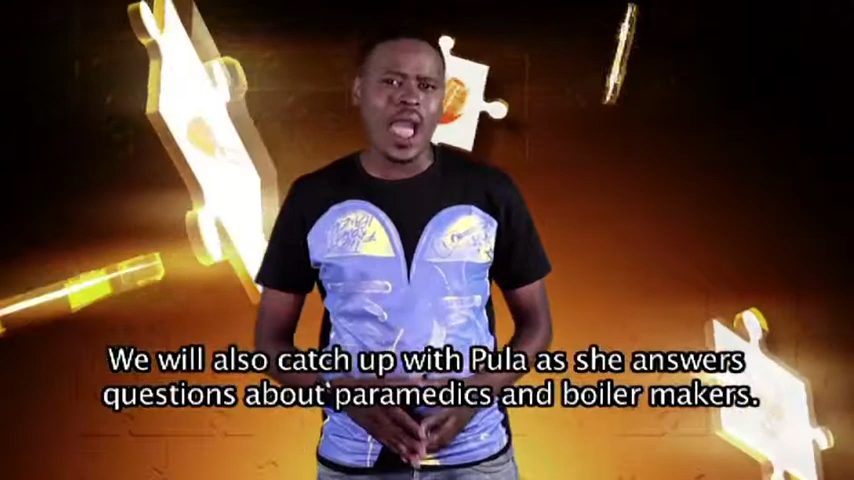 We will also catch up with Pula as she answers
questions about paramedics and boiler makers.